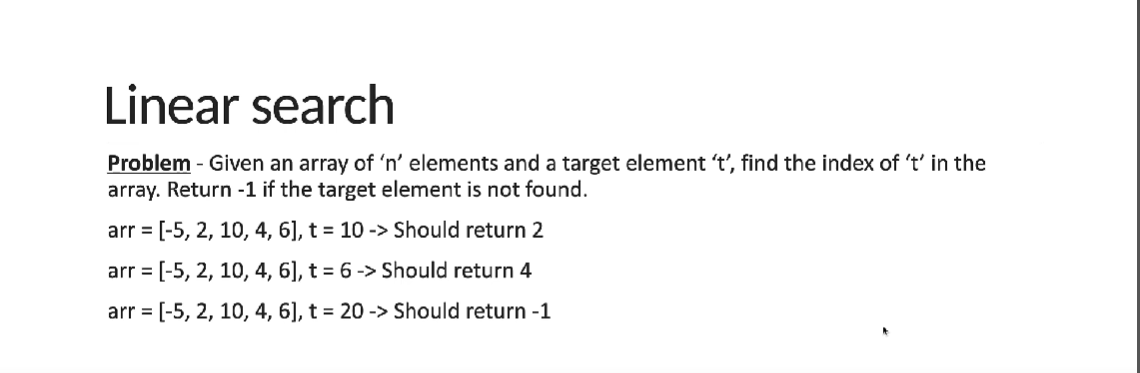 Linear search
Problem - Given an array of ‘n’ elements and a target element ‘t’, find the index of ‘t’ in the
array. Return -1 if the target element is not found.
arr = [-5, 2, 10, 4, 6], t = 10 -> Should return 2
arr = [-5, 2, 10, 4, 6], t = 6 -> Should return 4
arr = [-5, 2, 10, 4, 6], t = 20 -> Should return -1